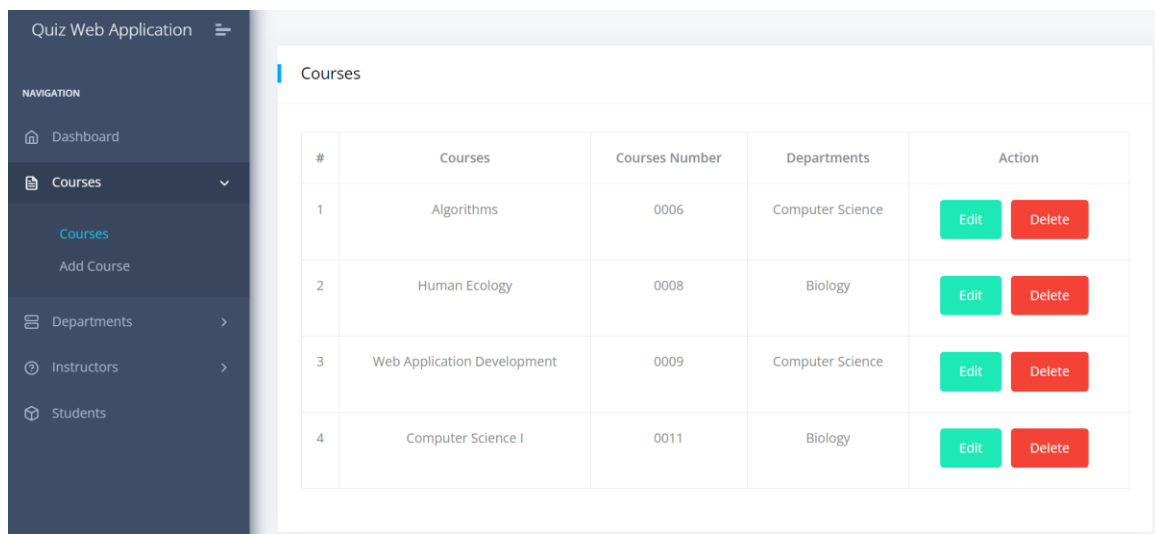 Quiz Web Application
NAVIGATION
Dashboard
Courses
Courses
Add Course
Departments
Instructors
Students
Courses
# Courses Courses Number Departments Action
1 Algorithms 0006 Computer Science Edit Delete
2 Human Ecology 0008 Biology Edit Delete
3 Web Application Development 0009 Computer Science Edit Delete
4 Computer Science I 0011 Biology Edit Delete